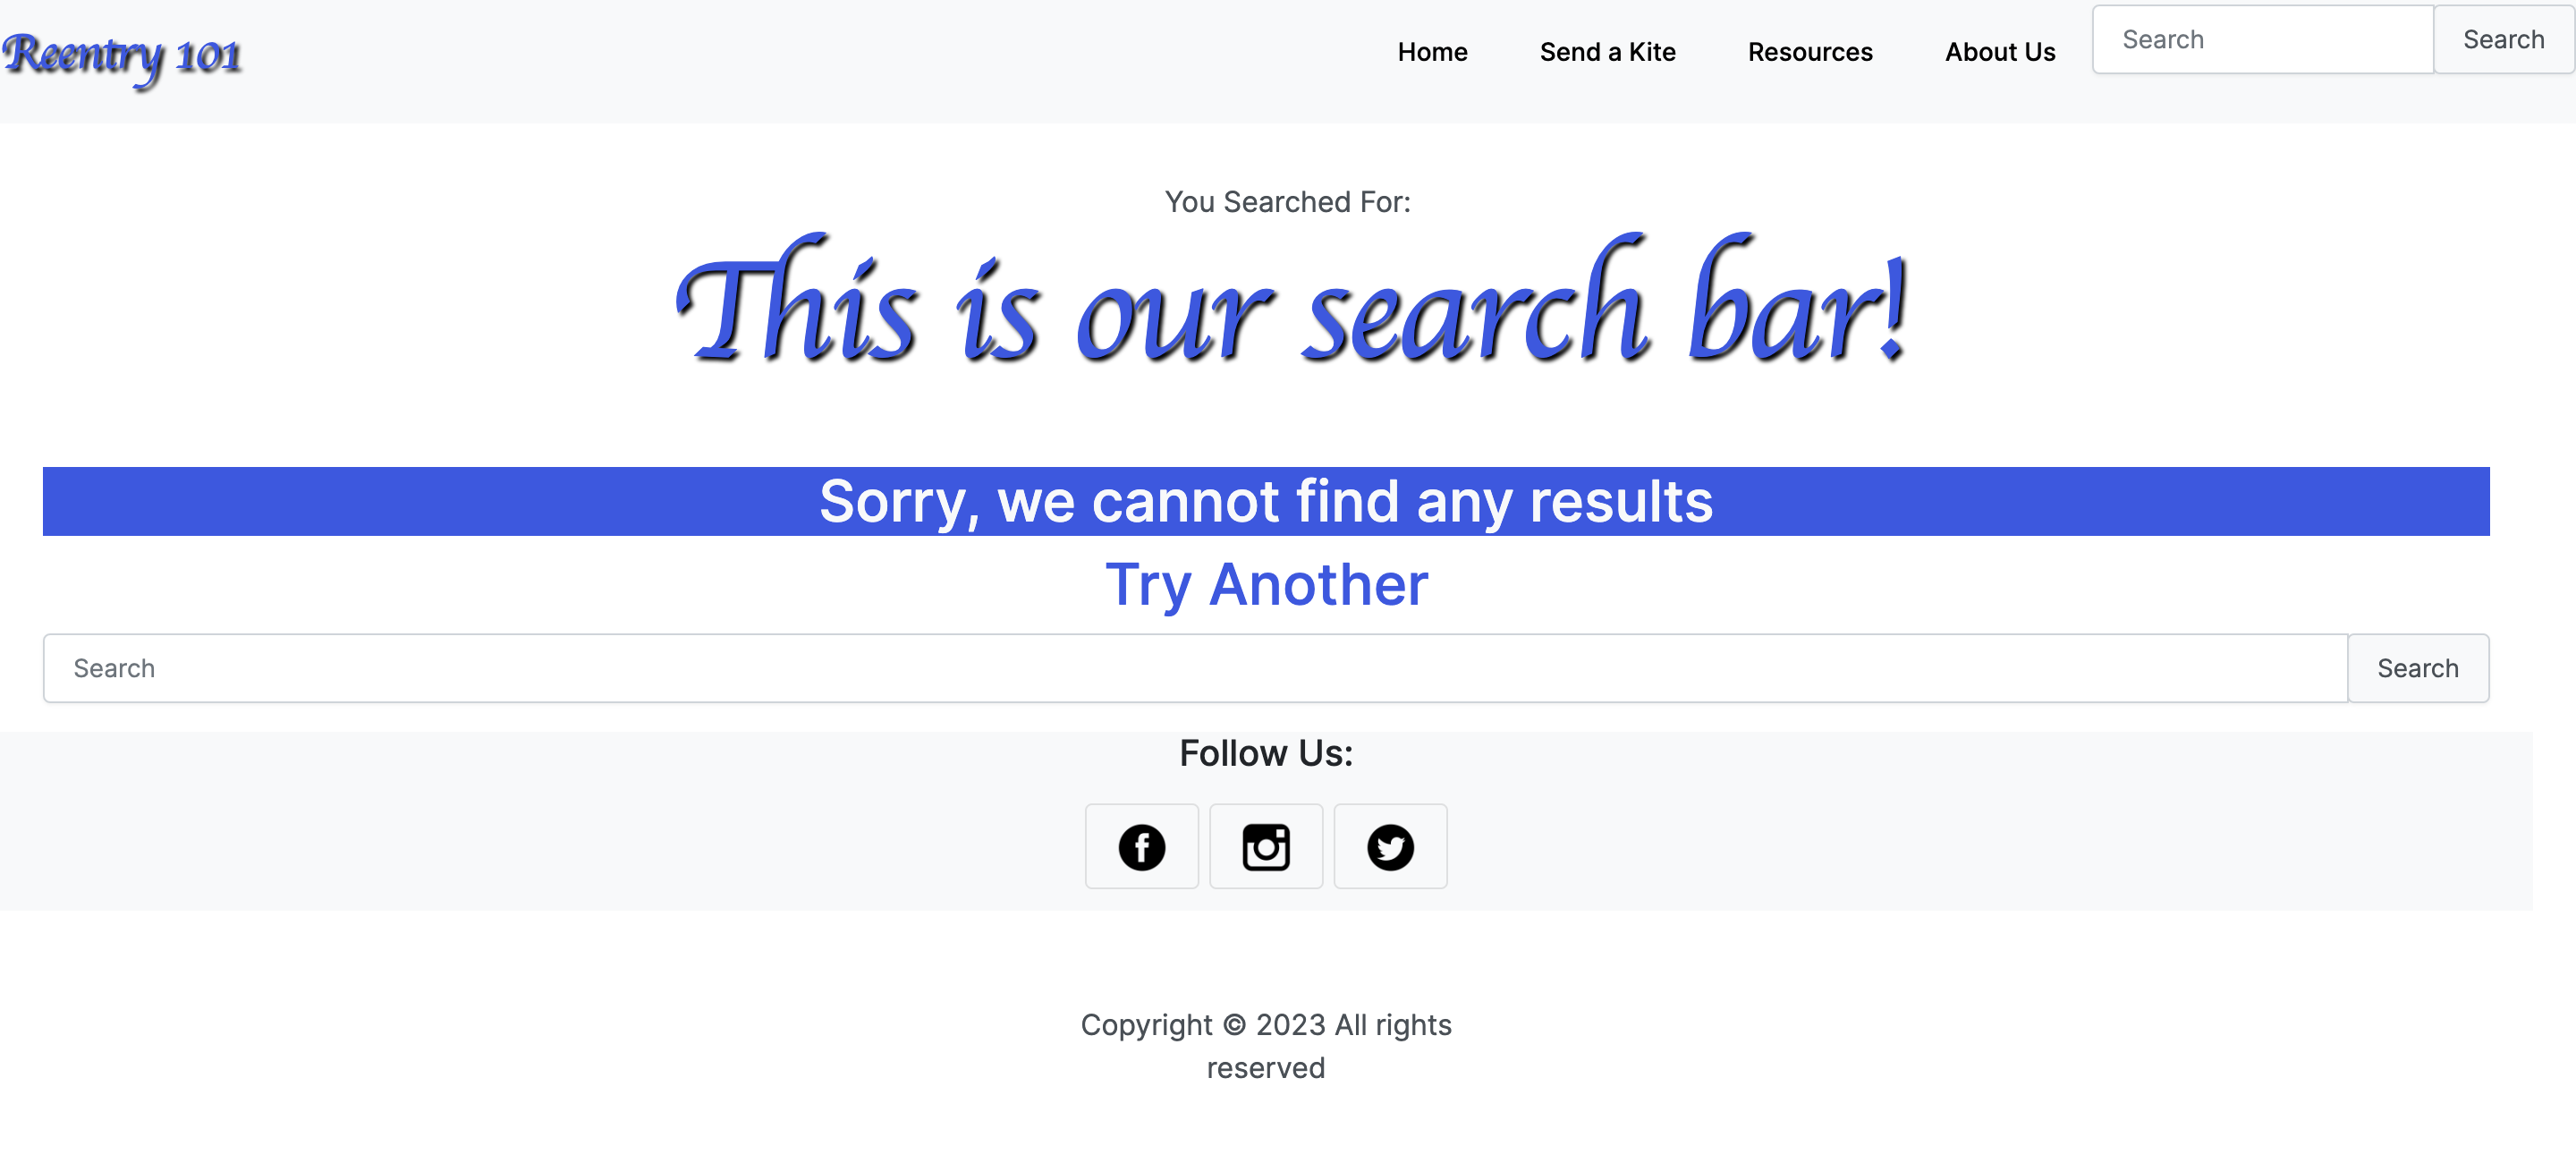 Reentry 101
Home Send a Kite Resources About Us Search Search
You Searched For:
This is our search bar!
Sorry, we cannot find any results
Try Another
Search Search
Follow Us:
Copyright © 2023 All rights
reserved